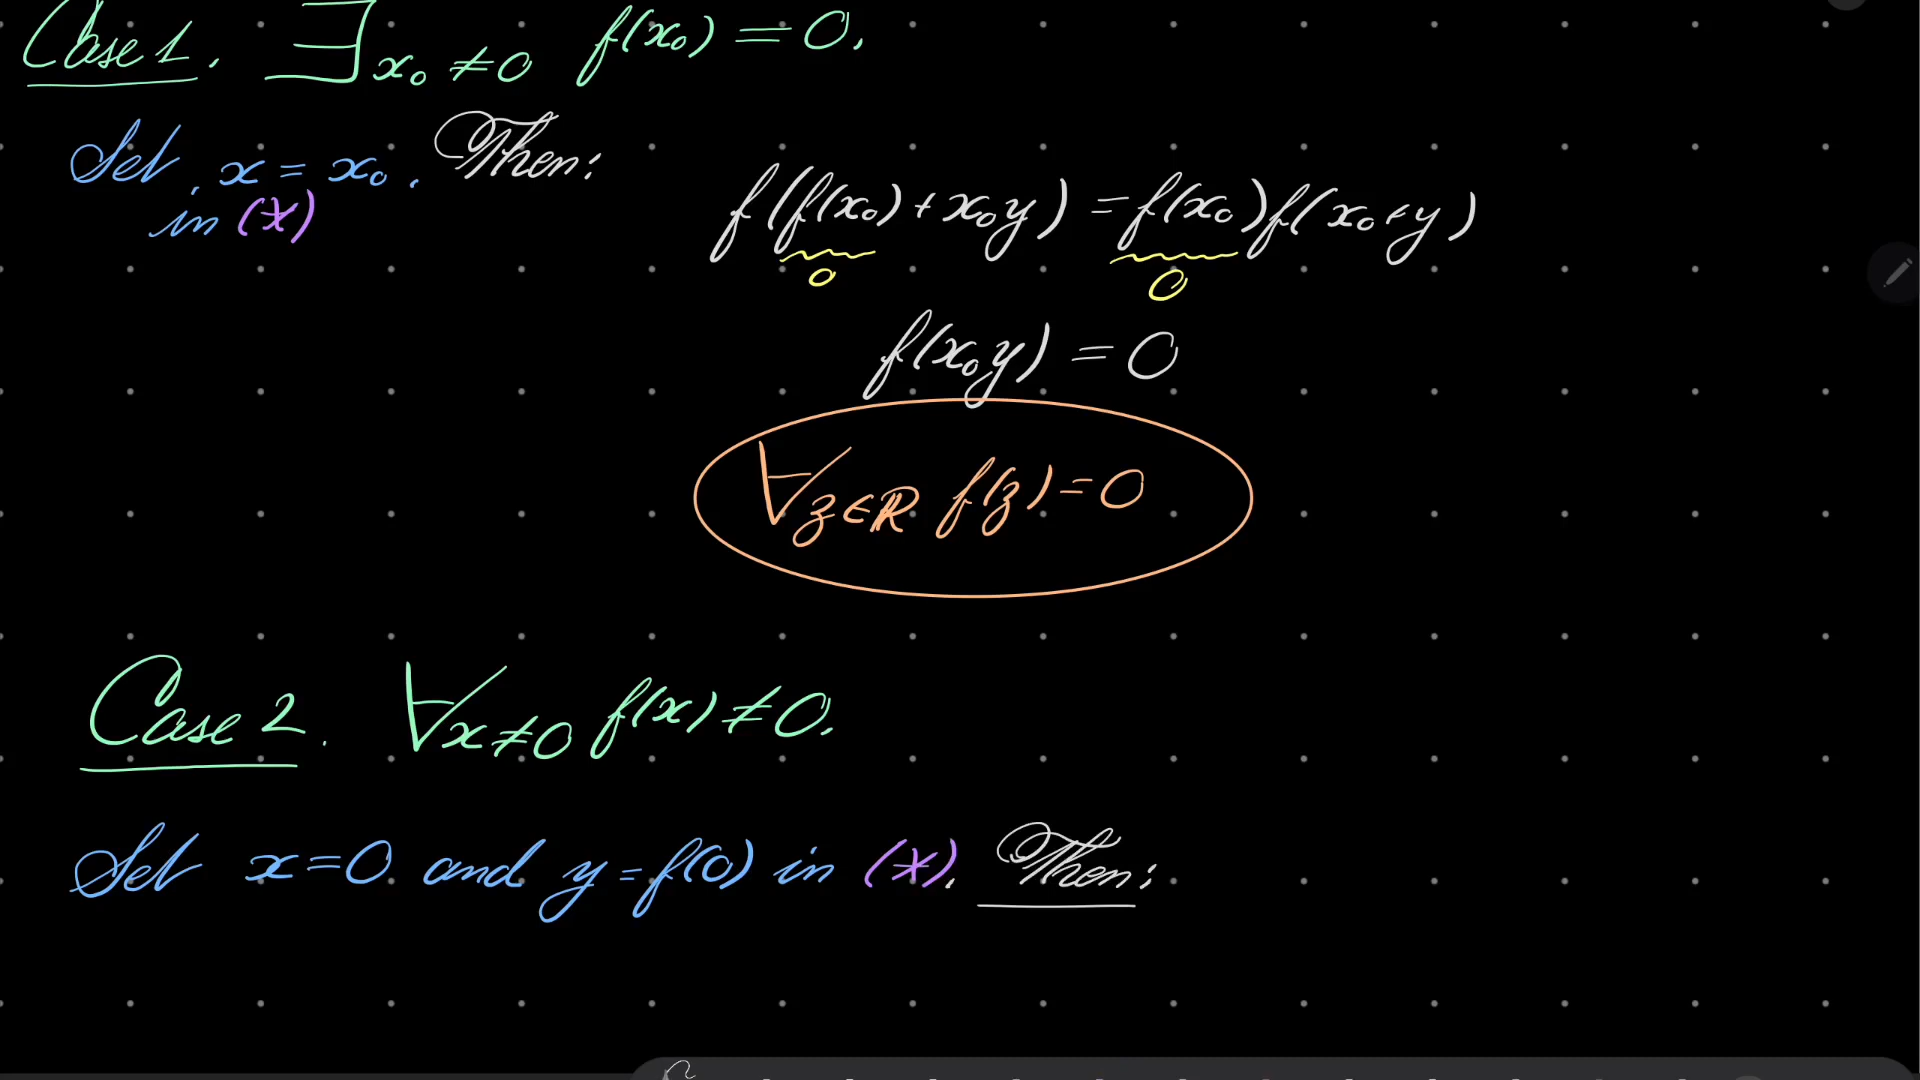 Case 1. ∃x₀≠0 f(x₀) = 0.
Set x = x₀. Then:
in (*)
f(f(x₀) + x₀y) = f(x₀)f(x₀+y)
0 0
f(x₀y) = 0
∀z∈ℝ f(z) = 0
Case 2. ∀x≠0 f(x) ≠ 0.
Set x=0 and y = f(0) in (*). Then: